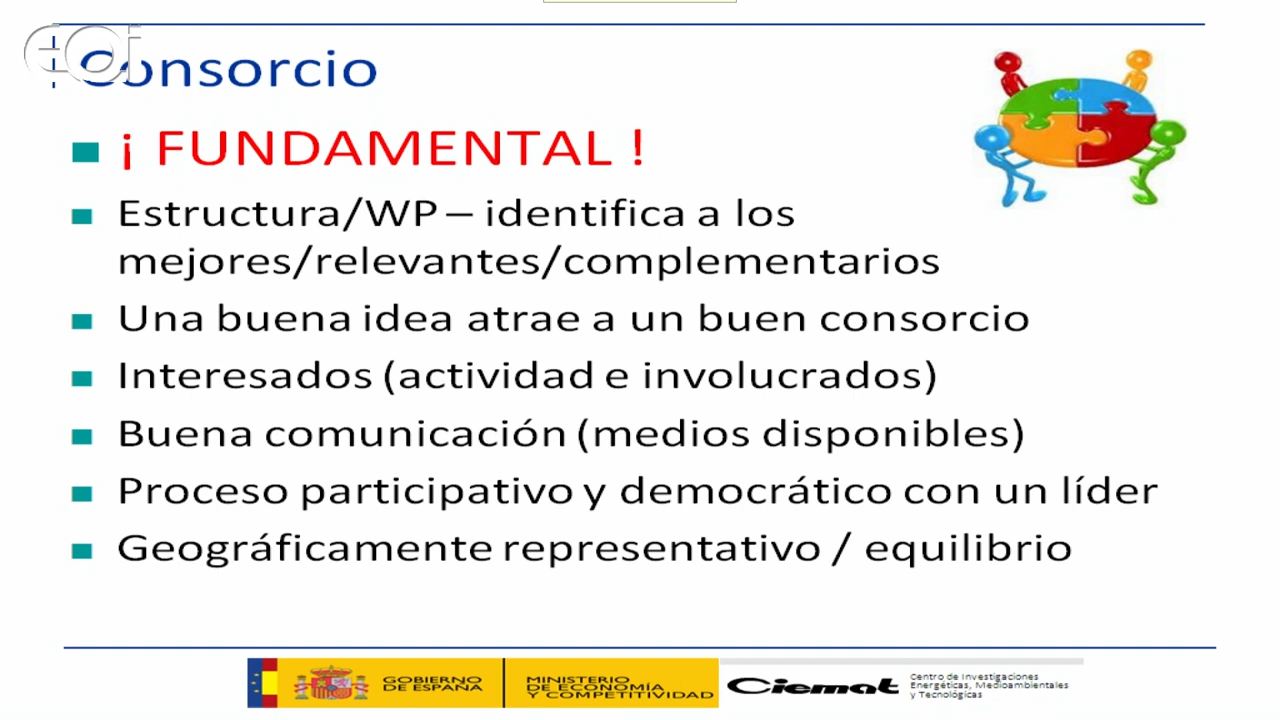 eoi
Consorcio
¡ FUNDAMENTAL !
Estructura/WP – identifica a los
mejores/relevantes/complementarios
Una buena idea atrae a un buen consorcio
Interesados (actividad e involucrados)
Buena comunicación (medios disponibles)
Proceso participativo y democrático con un líder
Geográficamente representativo / equilibrio
GOBIERNO
DE ESPAÑA
MINISTERIO
DE ECONOMÍA
Y COMPETITIVIDAD
Ciemat
Centro de Investigaciones
Energéticas, Medioambientales
y Tecnológicas